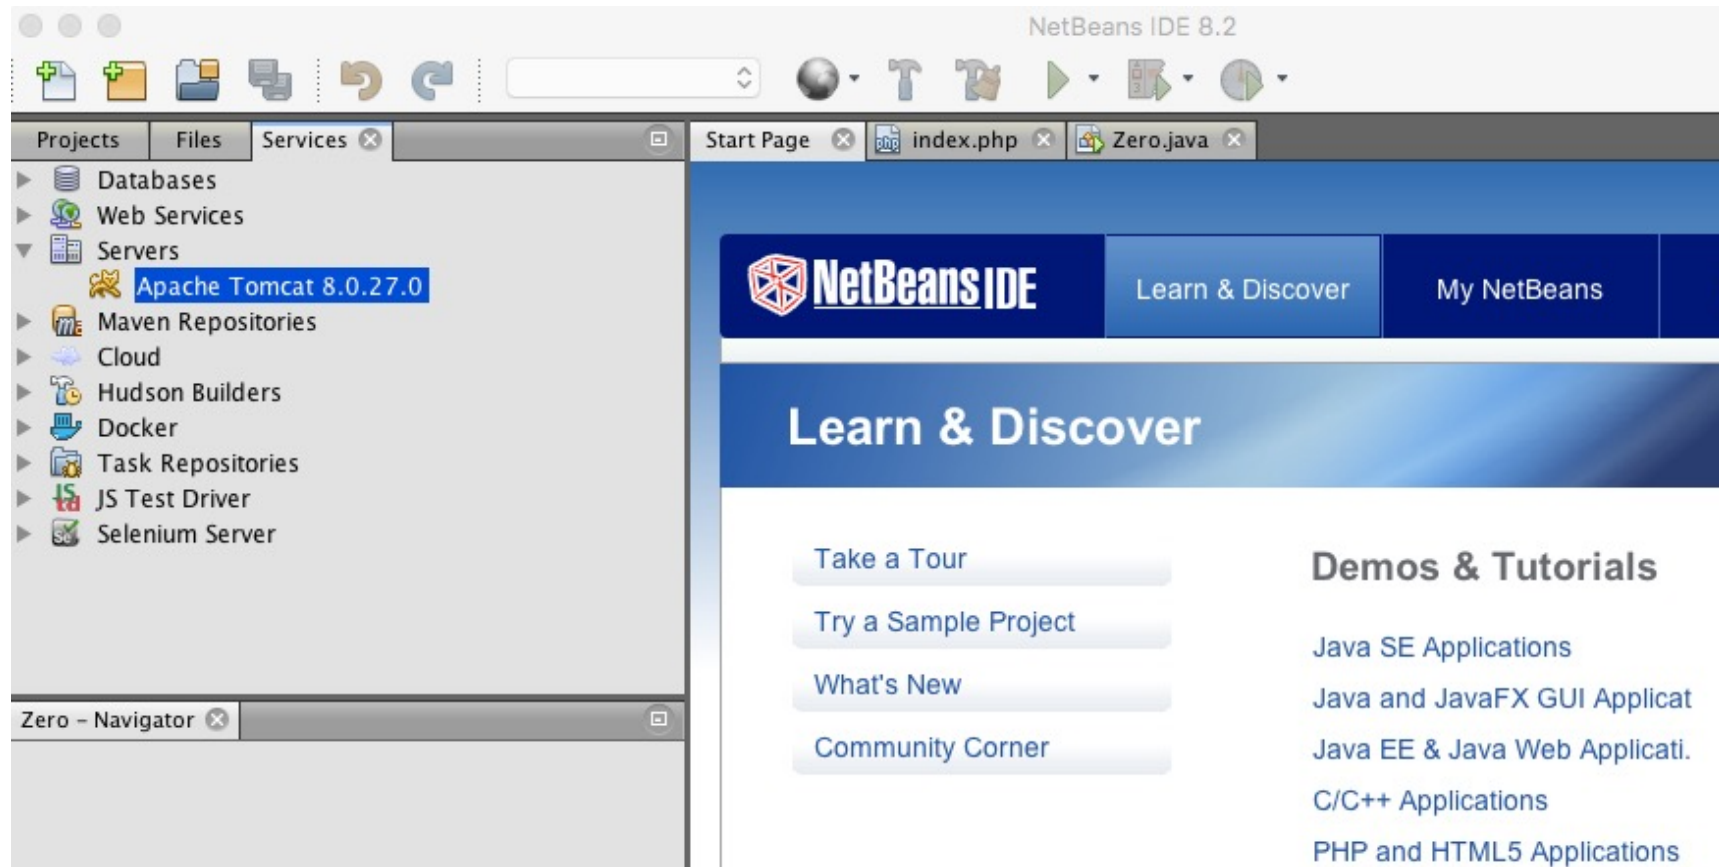 NetBeans IDE 8.2
Projects Files Services
Start Page index.php Zero.java
Databases
Web Services
Servers
Apache Tomcat 8.0.27.0
Maven Repositories
Cloud
Hudson Builders
Docker
Task Repositories
JS Test Driver
Selenium Server
Zero – Navigator
NetBeans IDE
Learn & Discover
My NetBeans
Learn & Discover
Take a Tour
Try a Sample Project
What's New
Community Corner
Demos & Tutorials
Java SE Applications
Java and JavaFX GUI Applicat
Java EE & Java Web Applicati.
C/C++ Applications
PHP and HTML5 Applications